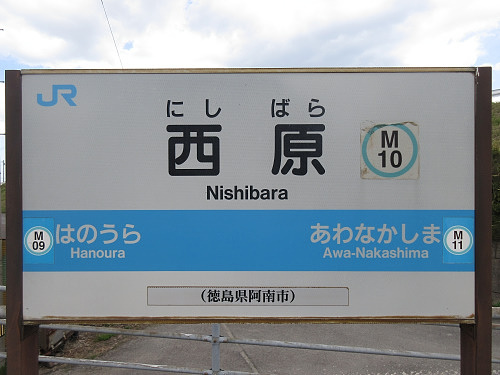 JR
にし ばら
西 原
Nishibara
M
10
M
09
はのうら
Hanoura
あわなかしま
Awa-Nakashima
M
11
(徳島県阿南市)